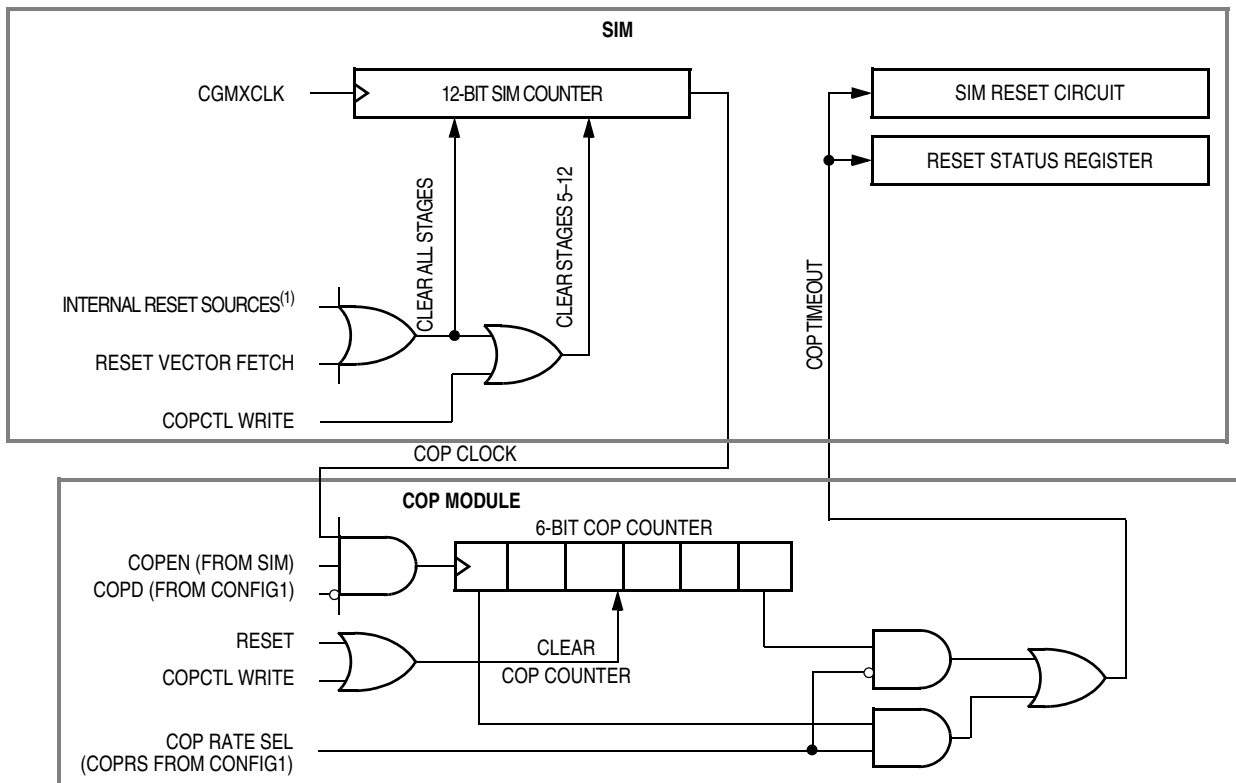 SIM
CGMXCLK
12-BIT SIM COUNTER
SIM RESET CIRCUIT
RESET STATUS REGISTER
CLEAR ALL STAGES
CLEAR STAGES 5–12
COP TIMEOUT
INTERNAL RESET SOURCES(1)
RESET VECTOR FETCH
COPCTL WRITE
COP CLOCK
COP MODULE
6-BIT COP COUNTER
COPEN (FROM SIM)
COPD (FROM CONFIG1)
RESET
COPCTL WRITE
CLEAR
COP COUNTER
COP RATE SEL
(COPRS FROM CONFIG1)